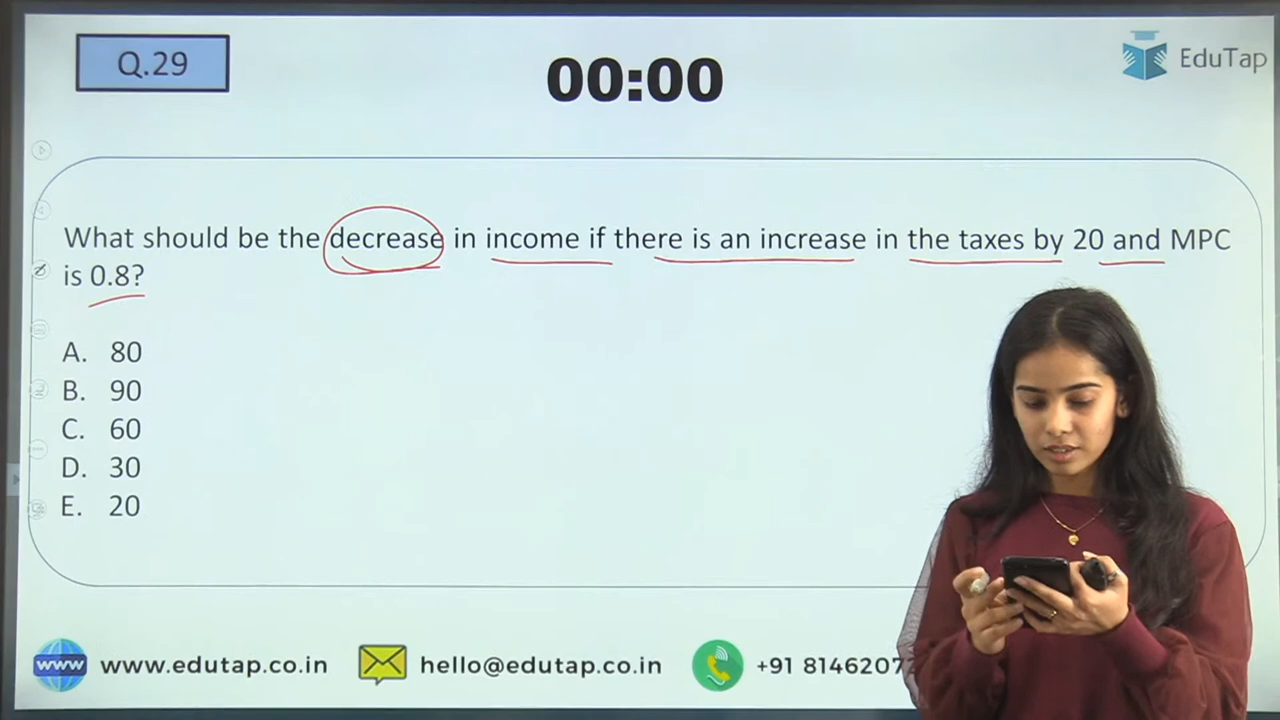 Q.29
00:00
EduTap
What should be the decrease in income if there is an increase in the taxes by 20 and MPC
is 0.8?
A. 80
B. 90
C. 60
D. 30
E. 20
www www.edutap.co.in
hello@edutap.co.in
+91 8146207